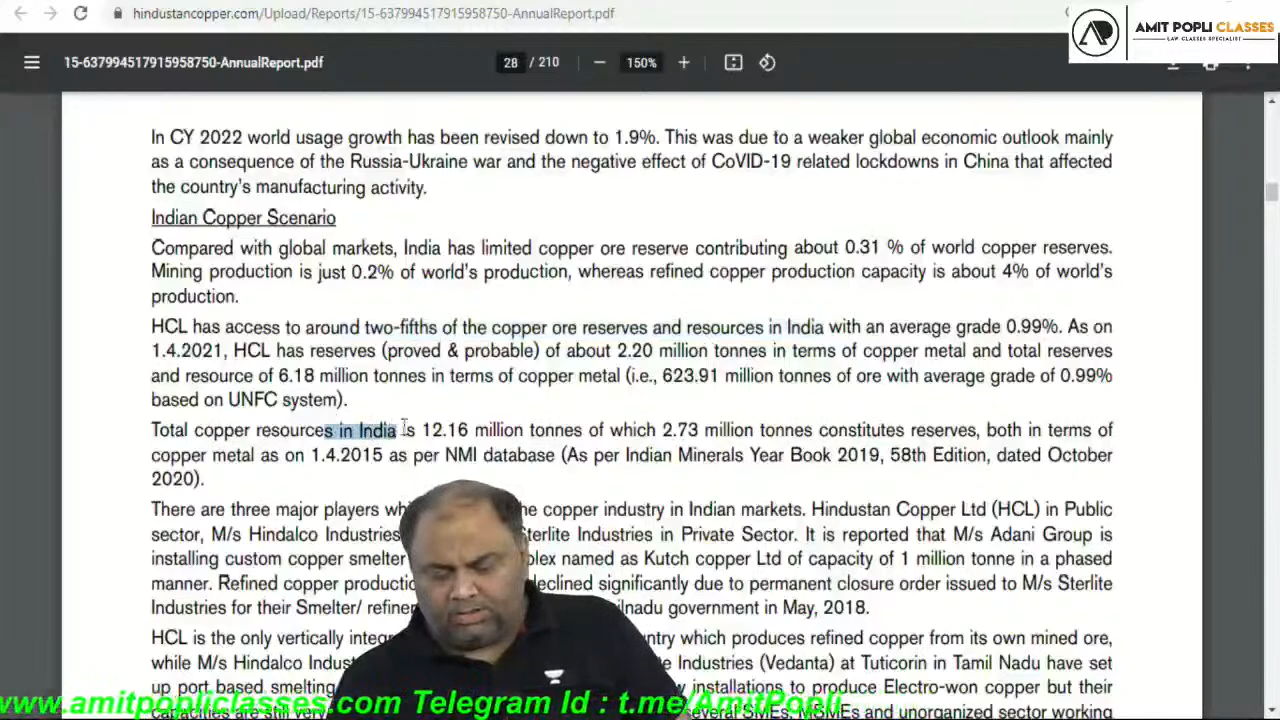 hindustancopper.com/Upload/Reports/15-637994517915958750-AnnualReport.pdf
AMIT POPLI CLASSES
LAW CLASSES SPECIALIST
15-637994517915958750-AnnualReport.pdf
28 / 210
150%
In CY 2022 world usage growth has been revised down to 1.9%. This was due to a weaker global economic outlook mainly
as a consequence of the Russia-Ukraine war and the negative effect of CoVID-19 related lockdowns in China that affected
the country's manufacturing activity.
Indian Copper Scenario
Compared with global markets, India has limited copper ore reserve contributing about 0.31 % of world copper reserves.
Mining production is just 0.2% of world's production, whereas refined copper production capacity is about 4% of world's
production.
HCL has access to around two-fifths of the copper ore reserves and resources in India with an average grade 0.99%. As on
1.4.2021, HCL has reserves (proved & probable) of about 2.20 million tonnes in terms of copper metal and total reserves
and resource of 6.18 million tonnes in terms of copper metal (i.e., 623.91 million tonnes of ore with average grade of 0.99%
based on UNFC system).
Total copper resources in India is 12.16 million tonnes of which 2.73 million tonnes constitutes reserves, both in terms of
copper metal as on 1.4.2015 as per NMI database (As per Indian Minerals Year Book 2019, 58th Edition, dated October
2020).
There are three major players the copper industry in Indian markets. Hindustan Copper Ltd (HCL) in Public
sector, M/s Hindalco Industries Sterlite Industries in Private Sector. It is reported that M/s Adani Group is
installing custom copper smelter named as Kutch copper Ltd of capacity of 1 million tonne in a phased
manner. Refined copper declined significantly due to permanent closure order issued to M/s Sterlite
Industries for their Smelter/ government in May, 2018.
HCL is the only vertically which produces refined copper from its own mined ore,
while M/s Hindalco Industries (Vedanta) at Tuticorin in Tamil Nadu have set
up port based smelting installations to produce Electro-won copper but their
capacities are still several SMEs, MSMEs and unorganized sector working
www.amitpopliclasses.com Telegram Id : t.me/AmitPopli